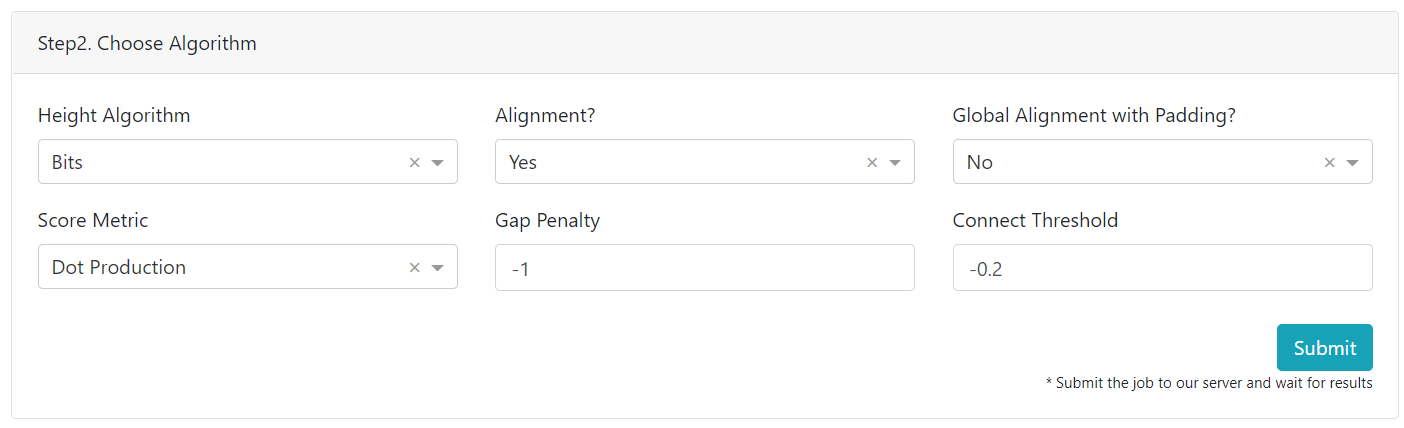 Step2. Choose Algorithm
Height Algorithm
Alignment?
Global Alignment with Padding?
Bits
Yes
No
Score Metric
Gap Penalty
Connect Threshold
Dot Production
-1
-0.2
Submit
* Submit the job to our server and wait for results